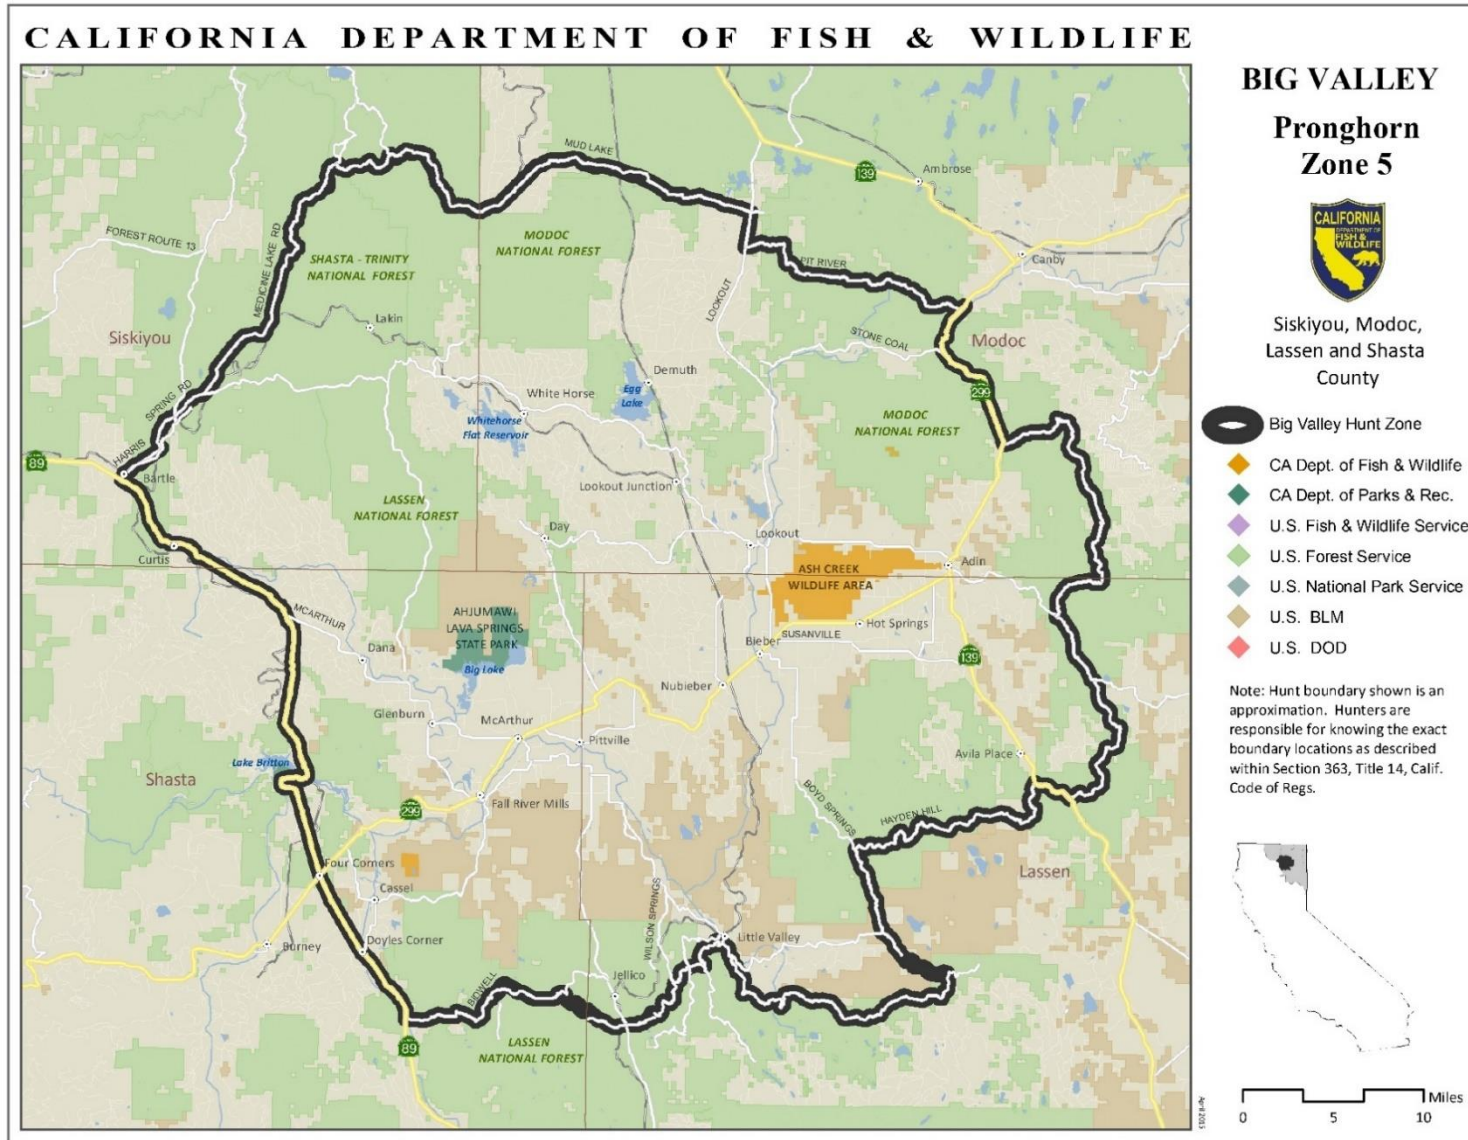 CALIFORNIA DEPARTMENT OF FISH & WILDLIFE
BIG VALLEY
Pronghorn
Zone 5
CALIFORNIA
DEPARTMENT OF
FISH &
WILDLIFE
Siskiyou, Modoc,
Lassen and Shasta
County
Big Valley Hunt Zone
CA Dept. of Fish & Wildlife
CA Dept. of Parks & Rec.
U.S. Fish & Wildlife Service
U.S. Forest Service
U.S. National Park Service
U.S. BLM
U.S. DOD
Note: Hunt boundary shown is an
approximation. Hunters are
responsible for knowing the exact
boundary locations as described
within Section 363, Title 14, Calif.
Code of Regs.
Miles
0 5 10
April 2015
MUD LAKE
139
Ambrose
FOREST ROUTE 13
MEDICINE LAKE RD
SHASTA - TRINITY
NATIONAL FOREST
MODOC
NATIONAL FOREST
PIT RIVER
Canby
LOOKOUT
Lakin
Siskiyou
STONE COAL
Modoc
Demuth
Egg
Lake
White Horse
299
SPRING RD
Whitehorse
Flat Reservoir
MODOC
NATIONAL FOREST
89
HARRIS
Bartle
Lookout Junction
LASSEN
NATIONAL FOREST
Day
Lookout
Curtis
Adin
ASH CREEK
WILDLIFE AREA
MCARTHUR
AHJUMAWI
LAVA SPRINGS
STATE PARK
Hot Springs
SUSANVILLE
Dana
Bieber
139
Big Lake
Nubieber
Glenburn
McArthur
Pittville
Avila Place
Lake Britton
Shasta
BOYD SPRINGS
299
Fall River Mills
HAYDEN HILL
Four Corners
Lassen
Cassel
WILSON SPRINGS
Burney
Doyles Corner
Little Valley
BIDWELL
Jellico
89
LASSEN
NATIONAL FOREST